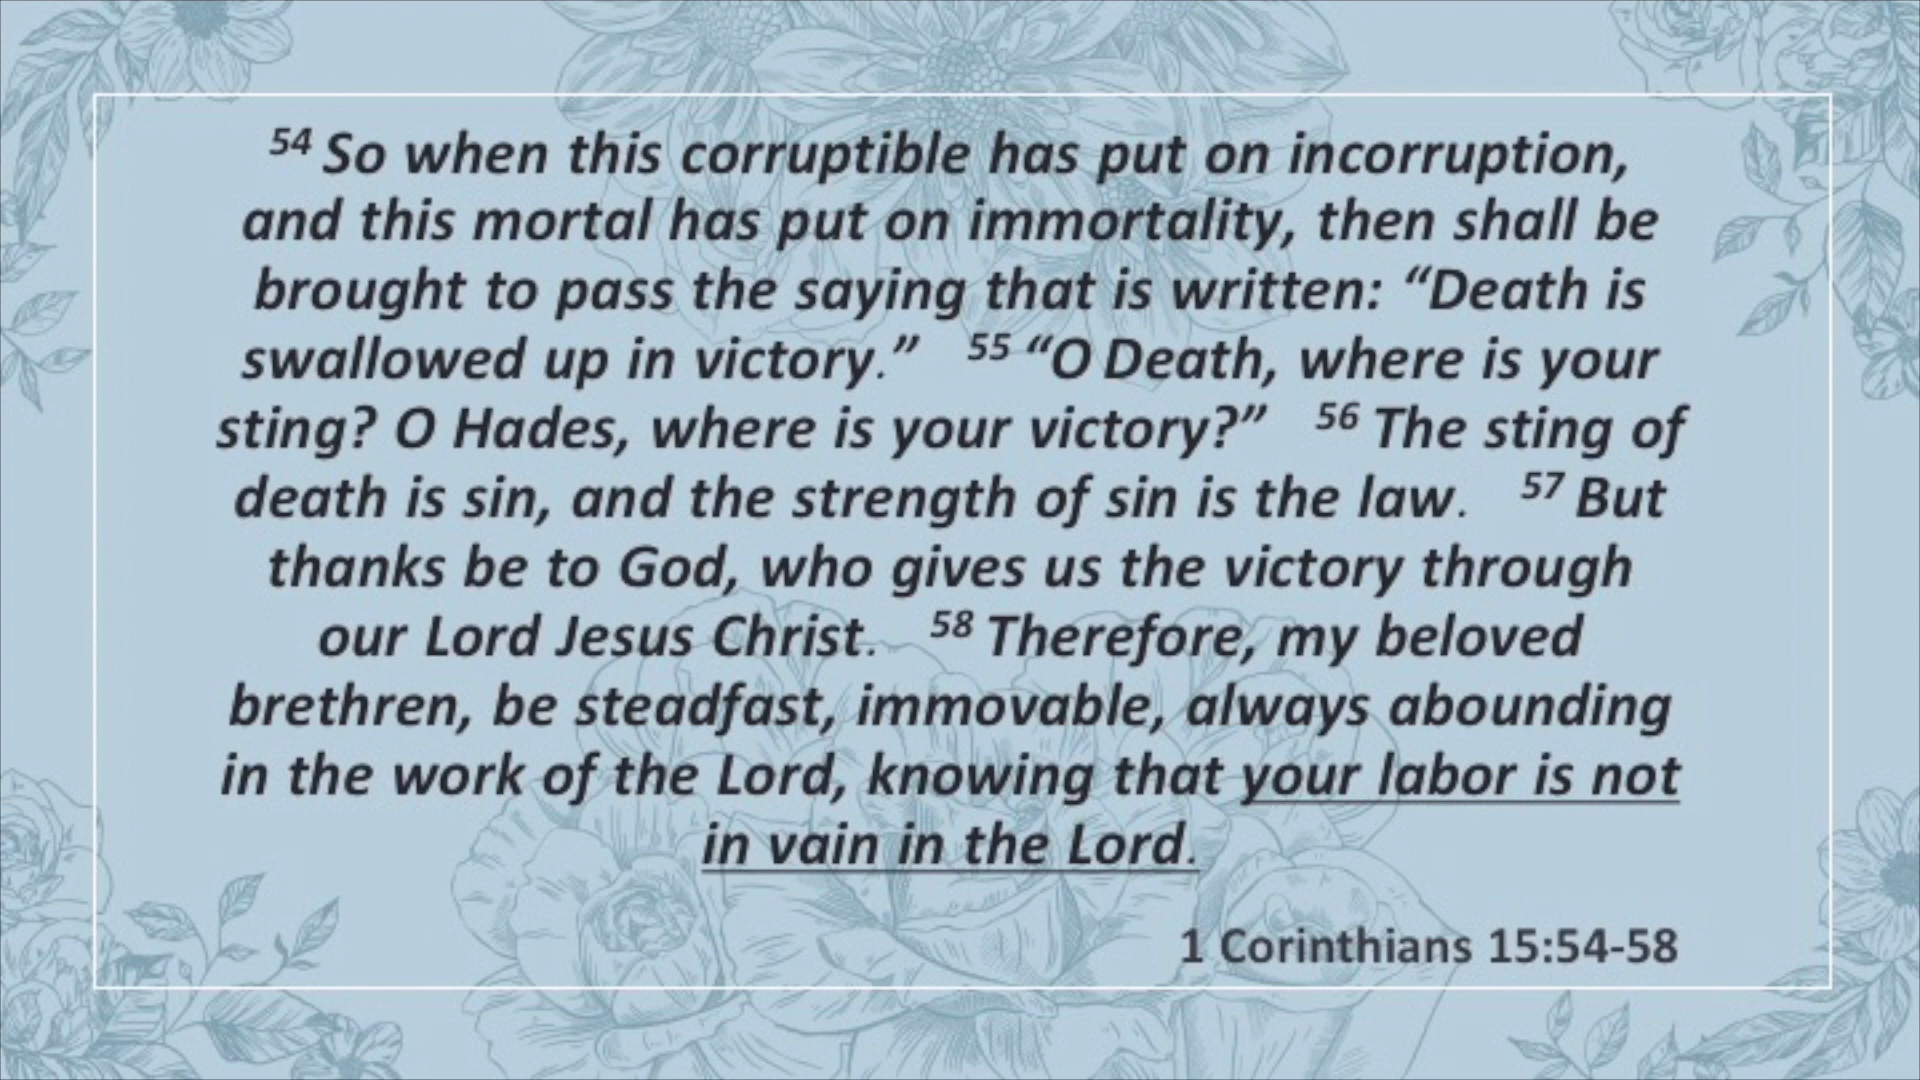 54 So when this corruptible has put on incorruption,
and this mortal has put on immortality, then shall be
brought to pass the saying that is written: “Death is
swallowed up in victory.” 55 “O Death, where is your
sting? O Hades, where is your victory?” 56 The sting of
death is sin, and the strength of sin is the law. 57 But
thanks be to God, who gives us the victory through
our Lord Jesus Christ. 58 Therefore, my beloved
brethren, be steadfast, immovable, always abounding
in the work of the Lord, knowing that your labor is not
in vain in the Lord.
1 Corinthians 15:54-58